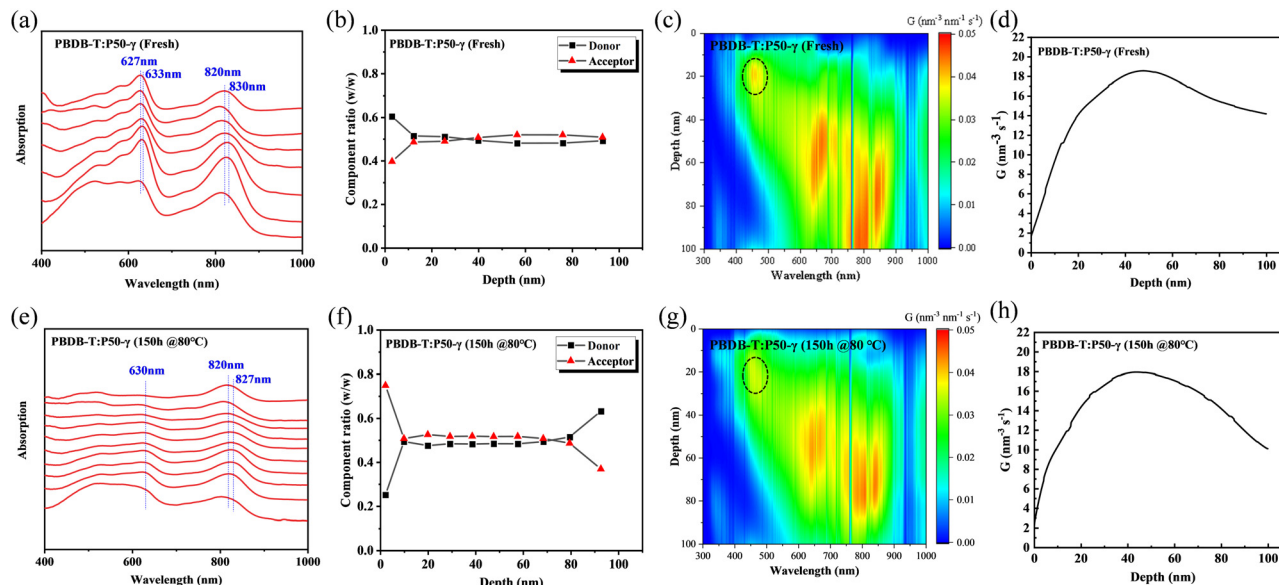 (a)
PBDB-T:P50-γ (Fresh)
627nm
633nm
820nm
830nm
Absorption
400
600
800
1000
Wavelength (nm)
(b)
PBDB-T:P50-γ (Fresh)
Donor
Acceptor
Component ratio (w/w)
1.0
0.8
0.6
0.4
0.2
0.0
0
20
40
60
80
100
Depth (nm)
(c)
G (nm⁻³ nm⁻¹ s⁻¹)
PBDB-T:P50-γ (Fresh)
Depth (nm)
0
20
40
60
80
100
300
400
500
600
700
800
900
1000
Wavelength (nm)
0.05
0.04
0.03
0.02
0.01
0.00
(d)
PBDB-T:P50-γ (Fresh)
G (nm⁻³ s⁻¹)
22
20
18
16
14
12
10
8
6
4
2
0
0
20
40
60
80
100
Depth (nm)
(e)
PBDB-T:P50-γ (150h @80℃)
630nm
820nm
827nm
Absorption
400
600
800
1000
Wavelength (nm)
(f)
PBDB-T:P50-γ (150h @80℃)
Donor
Acceptor
Component ratio (w/w)
1.0
0.8
0.6
0.4
0.2
0.0
0
20
40
60
80
100
Depth (nm)
(g)
G (nm⁻³ nm⁻¹ s⁻¹)
PBDB-T:P50-γ (150h @80 ℃)
Depth (nm)
0
20
40
60
80
100
300
400
500
600
700
800
900
1000
Wavelength (nm)
0.05
0.04
0.03
0.02
0.01
0.00
(h)
PBDB-T:P50-γ (150h @80℃)
G (nm⁻³ s⁻¹)
22
20
18
16
14
12
10
8
6
4
2
0
0
20
40
60
80
100
Depth (nm)